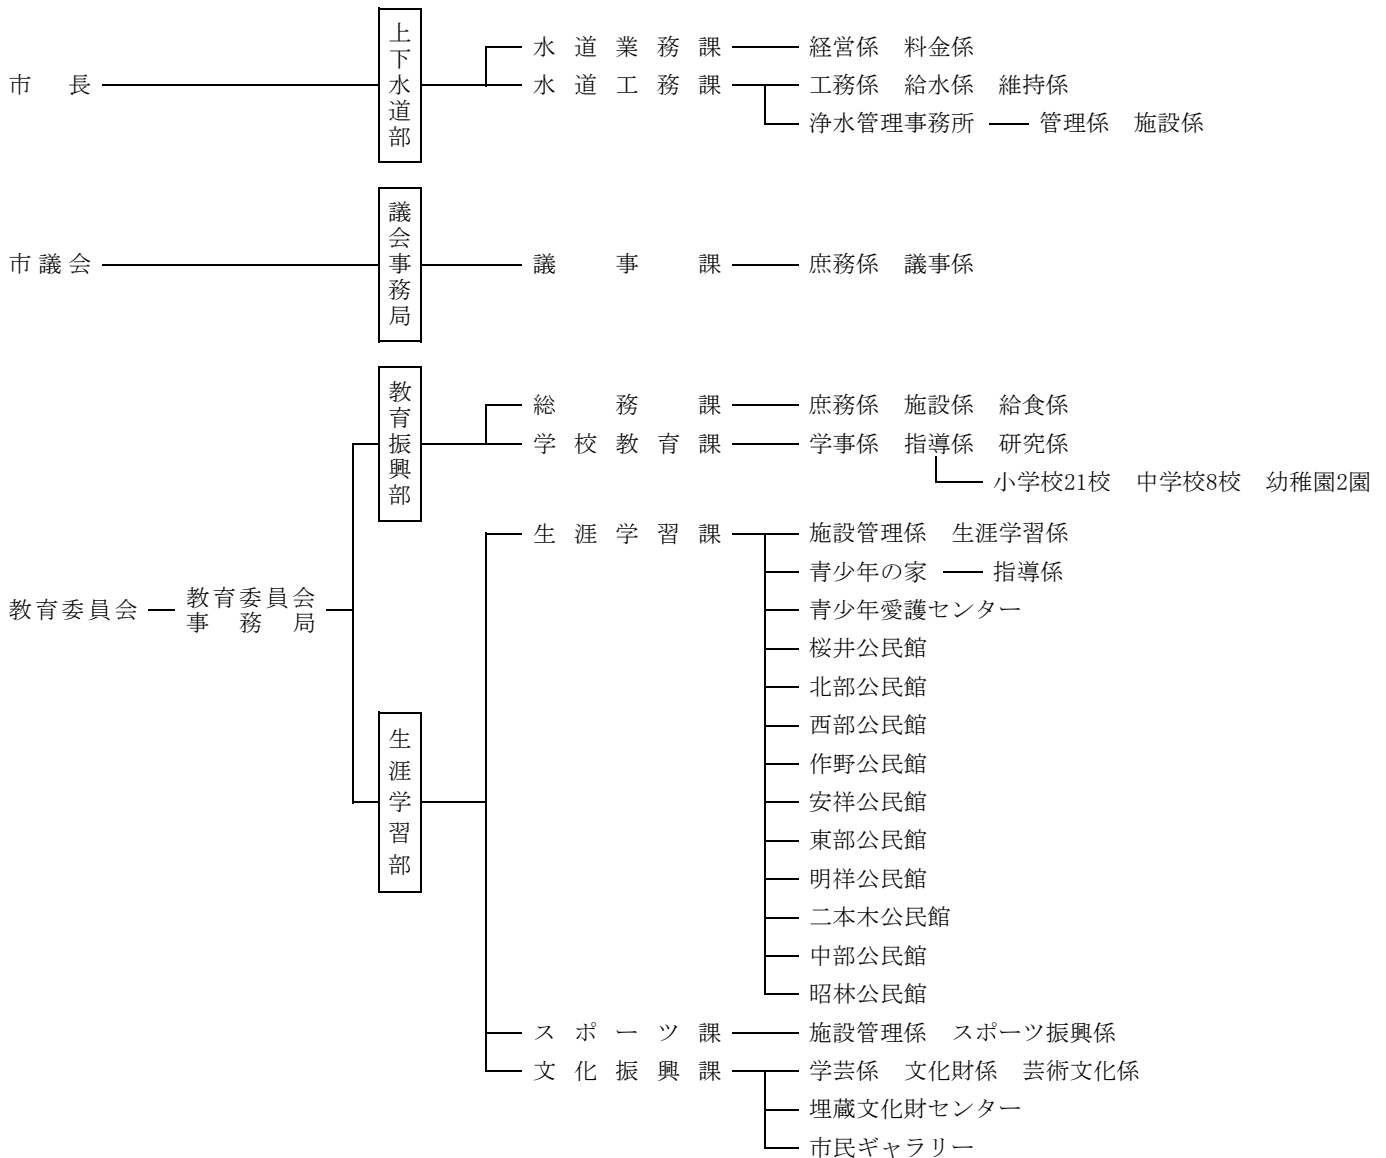 上下水道部
水道業務課 経営係 料金係
市長 水道工務課 工務係 給水係 維持係
浄水管理事務所 管理係 施設係
議会事務局
市議会 議事課 庶務係 議事係
教育振興部
総務課 庶務係 施設係 給食係
学校教育課 学事係 指導係 研究係
小学校21校 中学校8校 幼稚園2園
生涯学習課 施設管理係 生涯学習係
青少年の家 指導係
教育委員会 教育委員会事務局
青少年愛護センター
桜井公民館
北部公民館
西部公民館
作野公民館
生涯学習部
安祥公民館
東部公民館
明祥公民館
二本木公民館
中部公民館
昭林公民館
スポーツ課 施設管理係 スポーツ振興係
文化振興課 学芸係 文化財係 芸術文化係
埋蔵文化財センター
市民ギャラリー